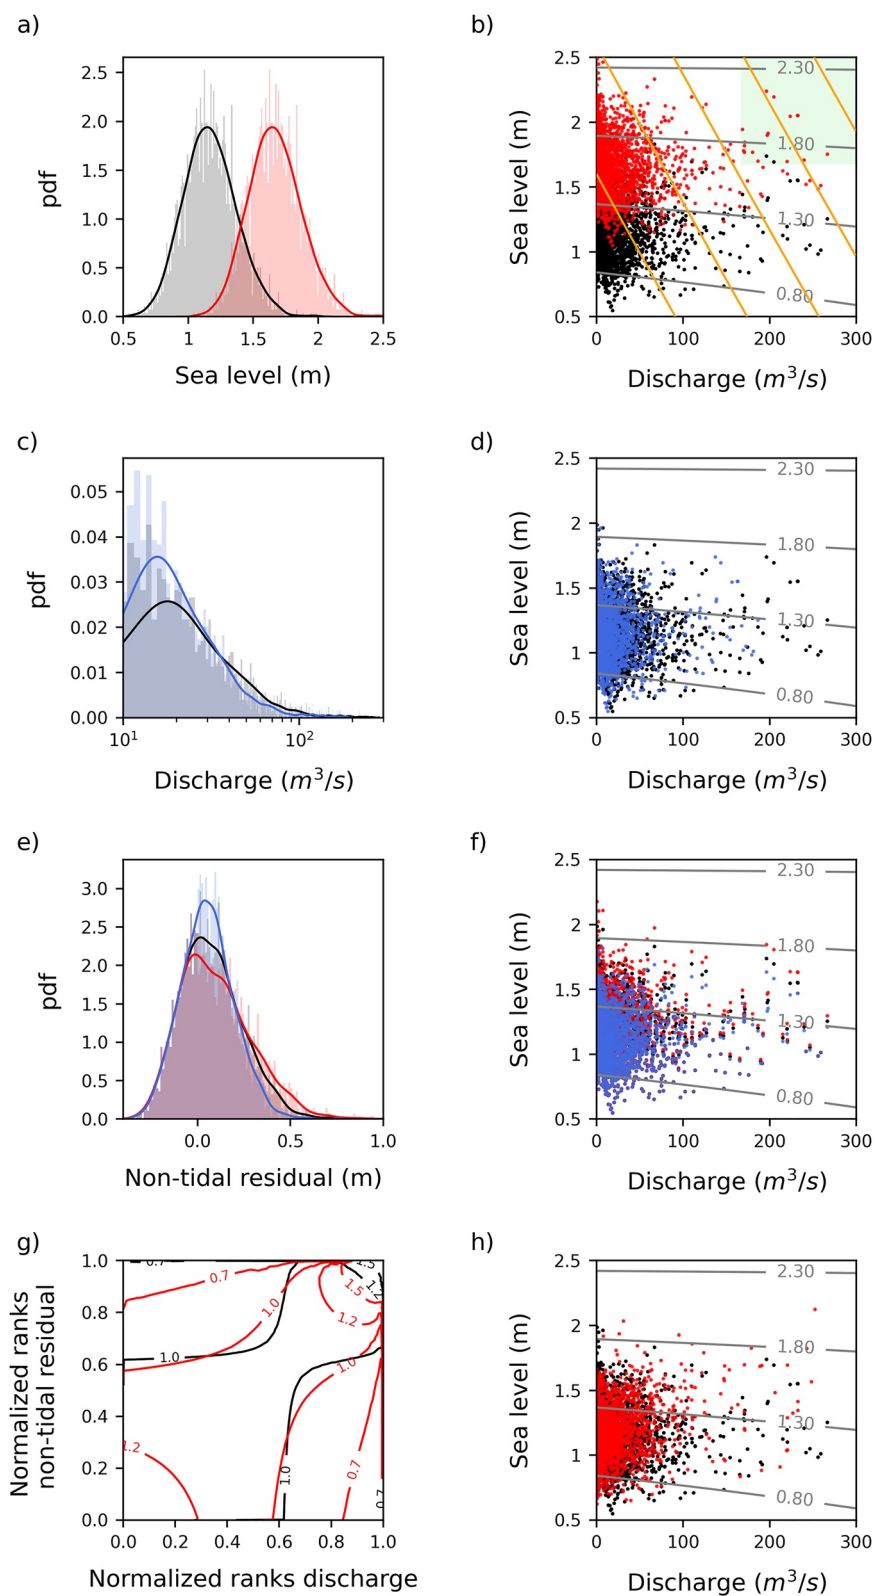 a)
2.5
2.0
1.5
1.0
0.5
0.0
pdf
0.5 1 1.5 2 2.5
Sea level (m)
b)
2.5
2
1.5
1
0.5
Sea level (m)
2.30
1.80
1.30
0.80
0 100 200 300
Discharge (m³/s)
c)
0.05
0.04
0.03
0.02
0.01
0.00
pdf
10¹ 10²
Discharge (m³/s)
d)
2.5
2
1.5
1
0.5
Sea level (m)
2.30
1.80
1.30
0.80
0 100 200 300
Discharge (m³/s)
e)
3.0
2.5
2.0
1.5
1.0
0.5
0.0
pdf
0.0 0.5 1.0
Non-tidal residual (m)
f)
2.5
2
1.5
1
0.5
Sea level (m)
2.30
1.80
1.30
0.80
0 100 200 300
Discharge (m³/s)
g)
1.0
0.8
0.6
0.4
0.2
0.0
Normalized ranks
non-tidal residual
0.7
1.5
0.7
1.5
1.2
1.0
1.2
1.0
1.0
1.2
1.0
0.7
0.7
0.0 0.2 0.4 0.6 0.8 1.0
Normalized ranks discharge
h)
2.5
2
1.5
1
0.5
Sea level (m)
2.30
1.80
1.30
0.80
0 100 200 300
Discharge (m³/s)